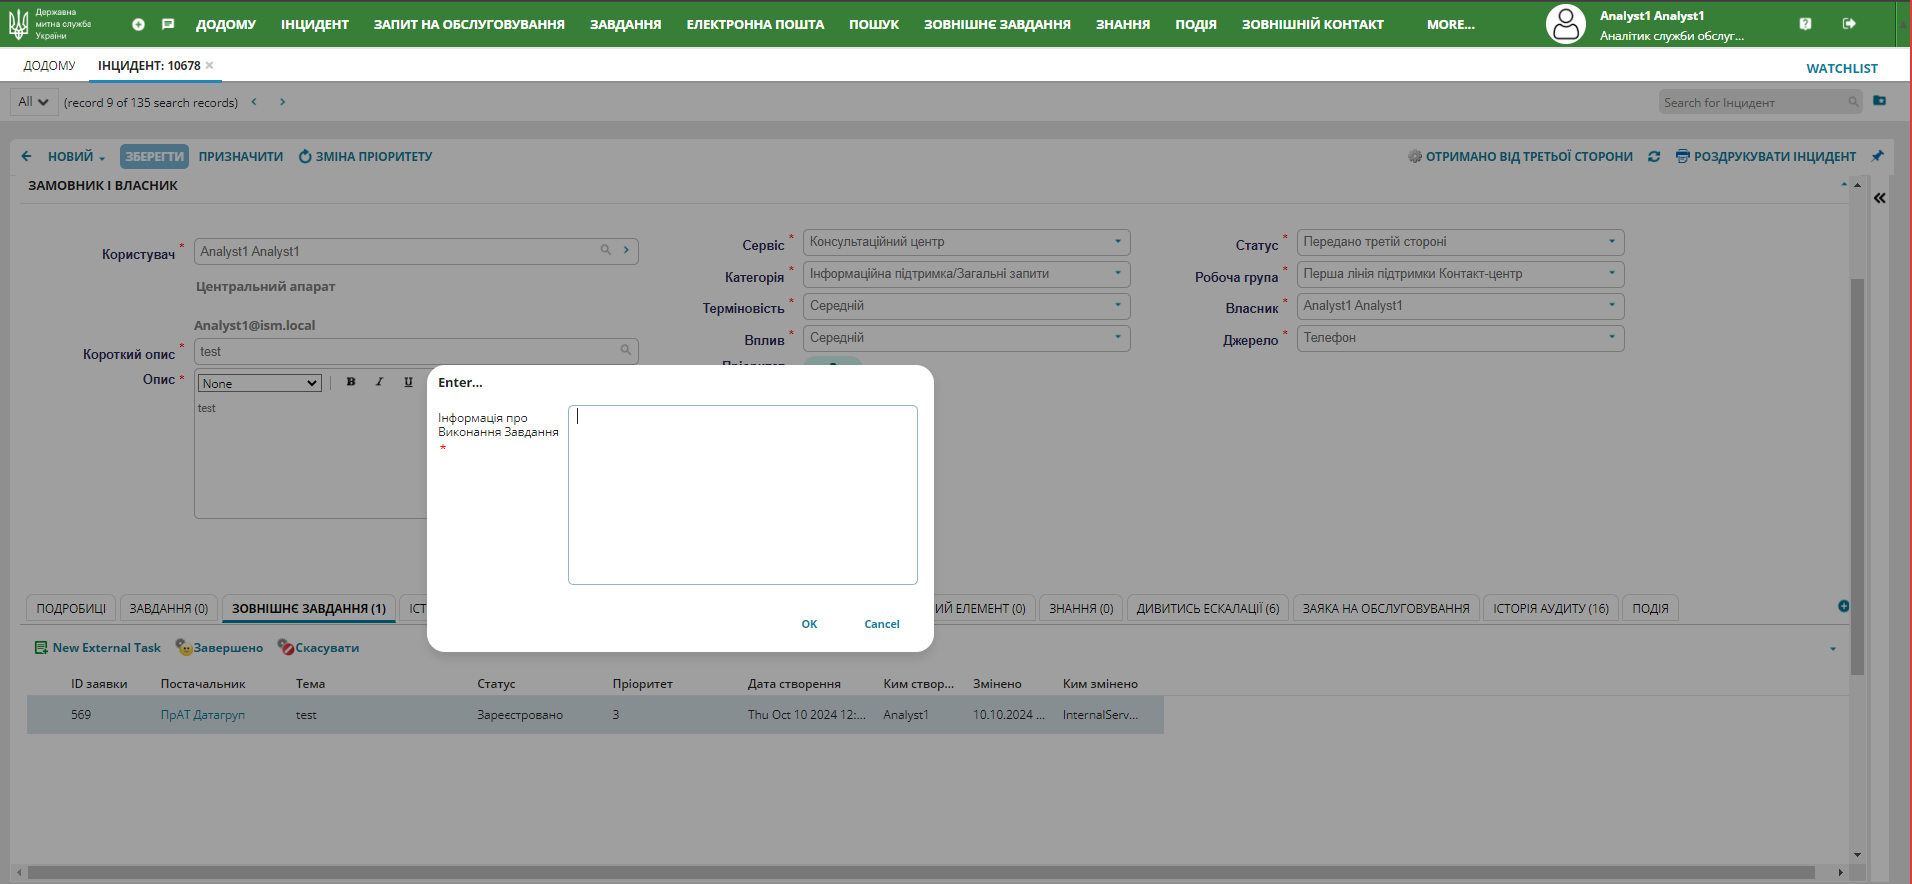 Державна
митна служба
України
ДОДОМУ ІНЦИДЕНТ ЗАПИТ НА ОБСЛУГОВУВАННЯ ЗАВДАННЯ ЕЛЕКТРОННА ПОШТА ПОШУК ЗОВНІШНЄ ЗАВДАННЯ ЗНАННЯ ПОДІЯ ЗОВНІШНІЙ КОНТАКТ MORE...
Analyst1 Analyst1
Аналітик служби обслуг...
ДОДОМУ ІНЦИДЕНТ: 10678 ×
WATCHLIST
All (record 9 of 135 search records)
Search for Інцидент
НОВИЙ ЗБЕРЕГТИ ПРИЗНАЧИТИ ЗМІНА ПРІОРИТЕТУ
ОТРИМАНО ВІД ТРЕТЬОЇ СТОРОНИ РОЗДРУКУВАТИ ІНЦИДЕНТ
ЗАМОВНИК І ВЛАСНИК
Користувач * Analyst1 Analyst1
Центральний апарат
Analyst1@ism.local
Короткий опис * test
Опис * None B I U
test
Сервіс * Консультаційний центр
Категорія * Інформаційна підтримка/Загальні запити
Терміновість * Середній
Вплив * Середній
Пріоритет
Статус * Передано третій стороні
Робоча група * Перша лінія підтримки Контакт-центр
Власник * Analyst1 Analyst1
Джерело * Телефон
Enter...
Інформація про
Виконання Завдання
*
OK Cancel
ПОДРОБИЦІ ЗАВДАННЯ (0) ЗОВНІШНЄ ЗАВДАННЯ (1) ІСТ ИЙ ЕЛЕМЕНТ (0) ЗНАННЯ (0) ДИВИТИСЬ ЕСКАЛАЦІЇ (6) ЗАЯКА НА ОБСЛУГОВУВАННЯ ІСТОРІЯ АУДИТУ (16) ПОДІЯ
New External Task Завершено Скасувати
ID заявки Постачальник Тема Статус Пріоритет Дата створення Ким створ... Змінено Ким змінено
569 ПрАТ Датагруп test Зареєстровано 3 Thu Oct 10 2024 12:... Analyst1 10.10.2024 ... InternalServ...